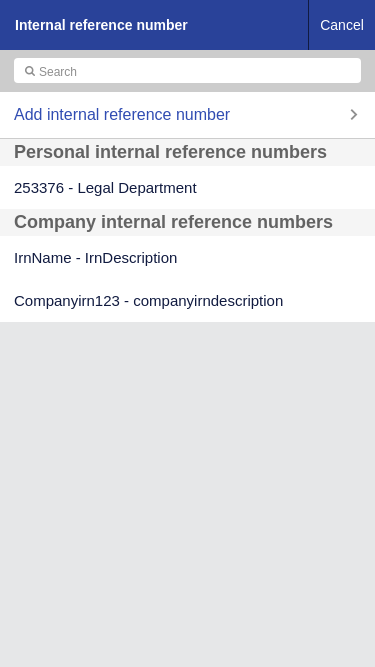 Internal reference number
Cancel
Search
Add internal reference number
Personal internal reference numbers
253376 - Legal Department
Company internal reference numbers
IrnName - IrnDescription
Companyirn123 - companyirndescription